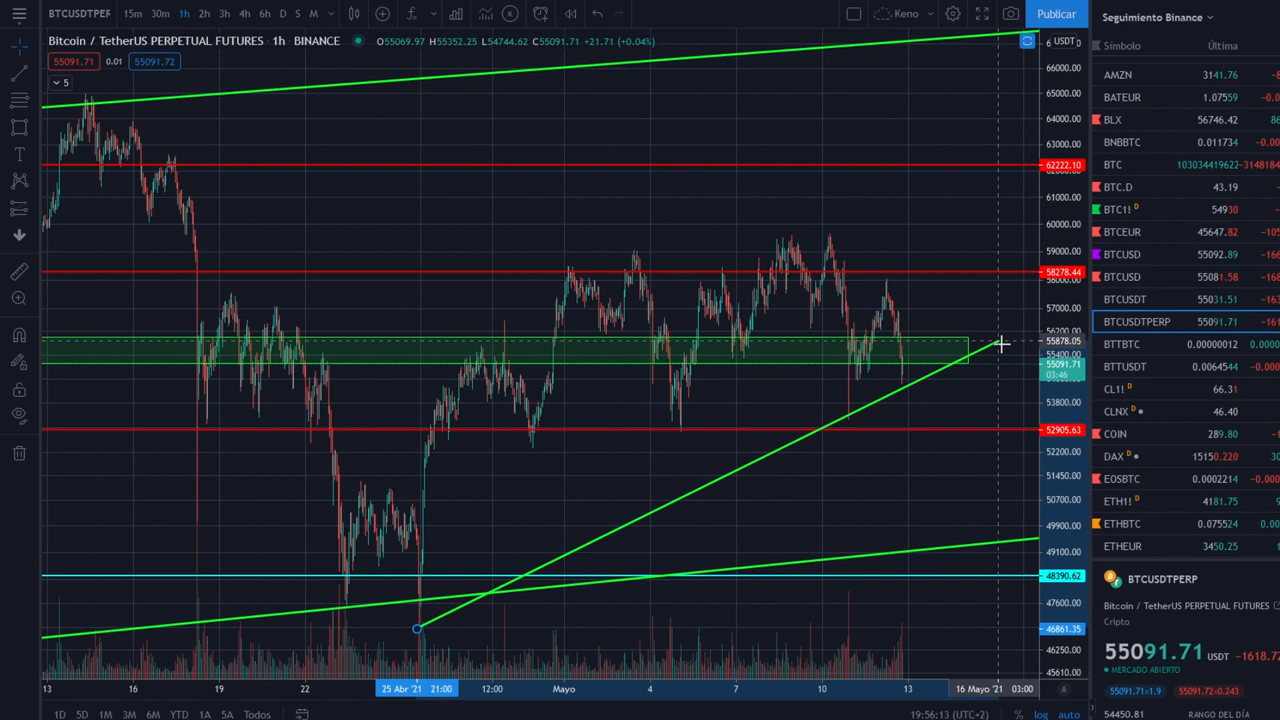 BTCUSDTPER 15m 30m 1h 2h 3h 4h 6h D S M Keno Publicar
Bitcoin / TetherUS PERPETUAL FUTURES · 1h · BINANCE O55069.97 H55352.25 L54744.62 C55091.71 +21.71 (+0.04%) USDT
55091.71 0.01 55091.72
5
66000.00
65000.00
64000.00
63000.00
62222.10
61000.00
60000.00
59000.00
58278.44
57000.00
56200.00
55878.05
55400.00
55091.71
03:46
53800.00
52905.63
52200.00
51450.00
50700.00
49900.00
49100.00
48390.62
47600.00
46861.35
46250.00
45610.00
13 16 19 22 25 Abr '21 21:00 12:00 Mayo 4 7 10 13 16 Mayo '21 03:00
1D 5D 1M 3M 6M YTD 1A 5A Todos 19:56:13 (UTC+2) % log auto
Seguimiento Binance
Símbolo Última
AMZN 3141.76
BATEUR 1.07559
BLX 56746.42
BNBBTC 0.011734
BTC 103034419622
BTC.D 43.19
BTC1! D 54930
BTCEUR 45647.82
BTCUSD 55092.89
BTCUSD 55081.58
BTCUSDT 55031.51
BTCUSDTPERP 55091.71
BTTBTC 0.00000012
BTTUSDT 0.0064544
CL1! D 66.31
CLNX D 46.40
COIN 289.80
DAX D 15150.220
EOSBTC 0.0002214
ETH1! D 4181.75
ETHBTC 0.075524
ETHEUR 3450.25
BTCUSDTPERP
Bitcoin / TetherUS PERPETUAL FUTURES
Cripto
55091.71 USDT -1618.72
MERCADO ABIERTO
55091.71×1.9 55091.72×0.243
54450.81 RANGO DEL DÍA